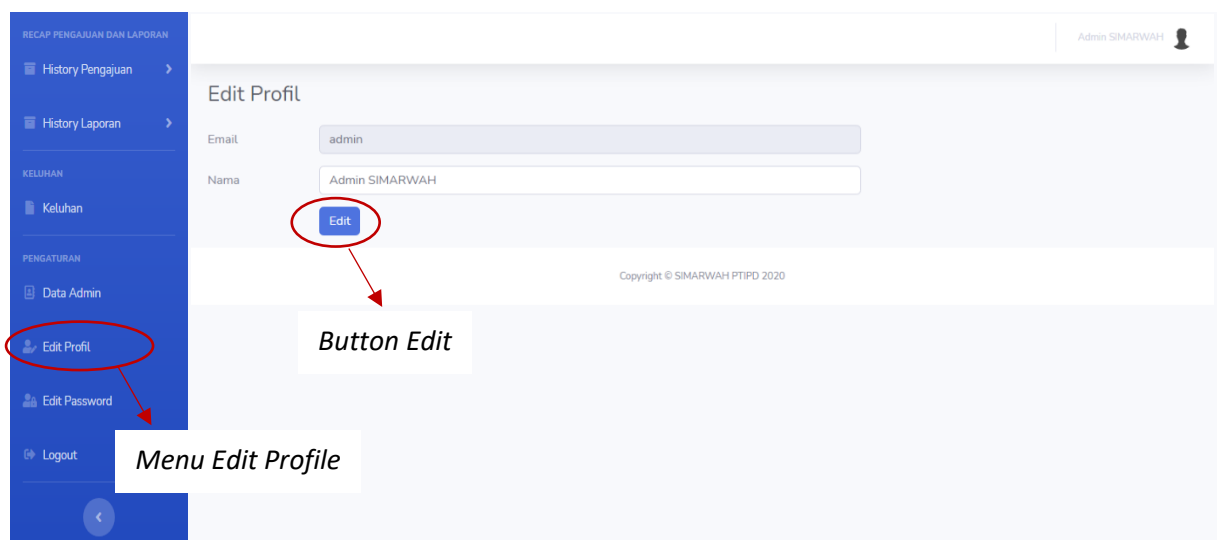 RECAP PENGAJUAN DAN LAPORAN
History Pengajuan
History Laporan
KELUHAN
Keluhan
PENGATURAN
Data Admin
Edit Profil
Edit Password
Logout
Admin SIMARWAH
Edit Profil
Email admin
Nama Admin SIMARWAH
Edit
Copyright © SIMARWAH PTIPD 2020
Button Edit
Menu Edit Profile